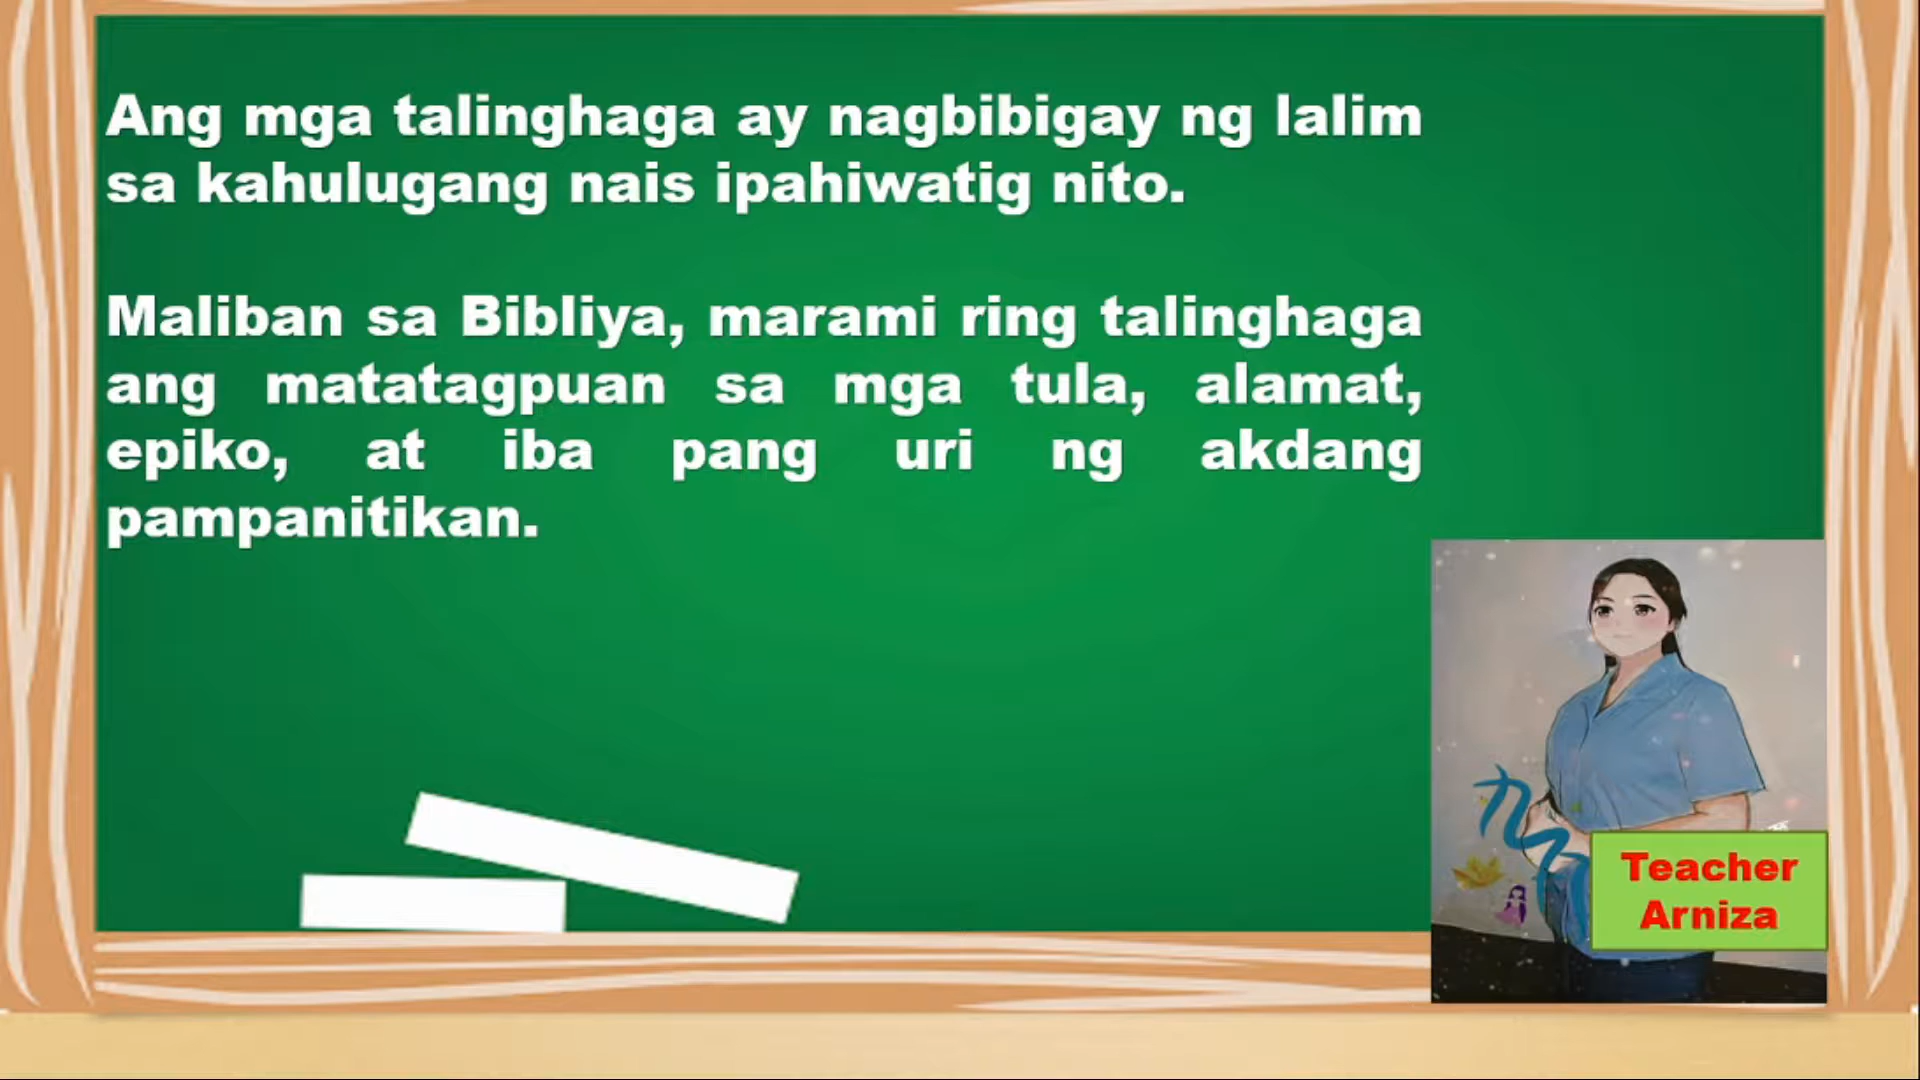 Ang mga talinghaga ay nagbibigay ng lalim
sa kahulugang nais ipahiwatig nito.
Maliban sa Bibliya, marami ring talinghaga
ang matatagpuan sa mga tula, alamat,
epiko, at iba pang uri ng akdang
pampanitikan.
Teacher
Arniza